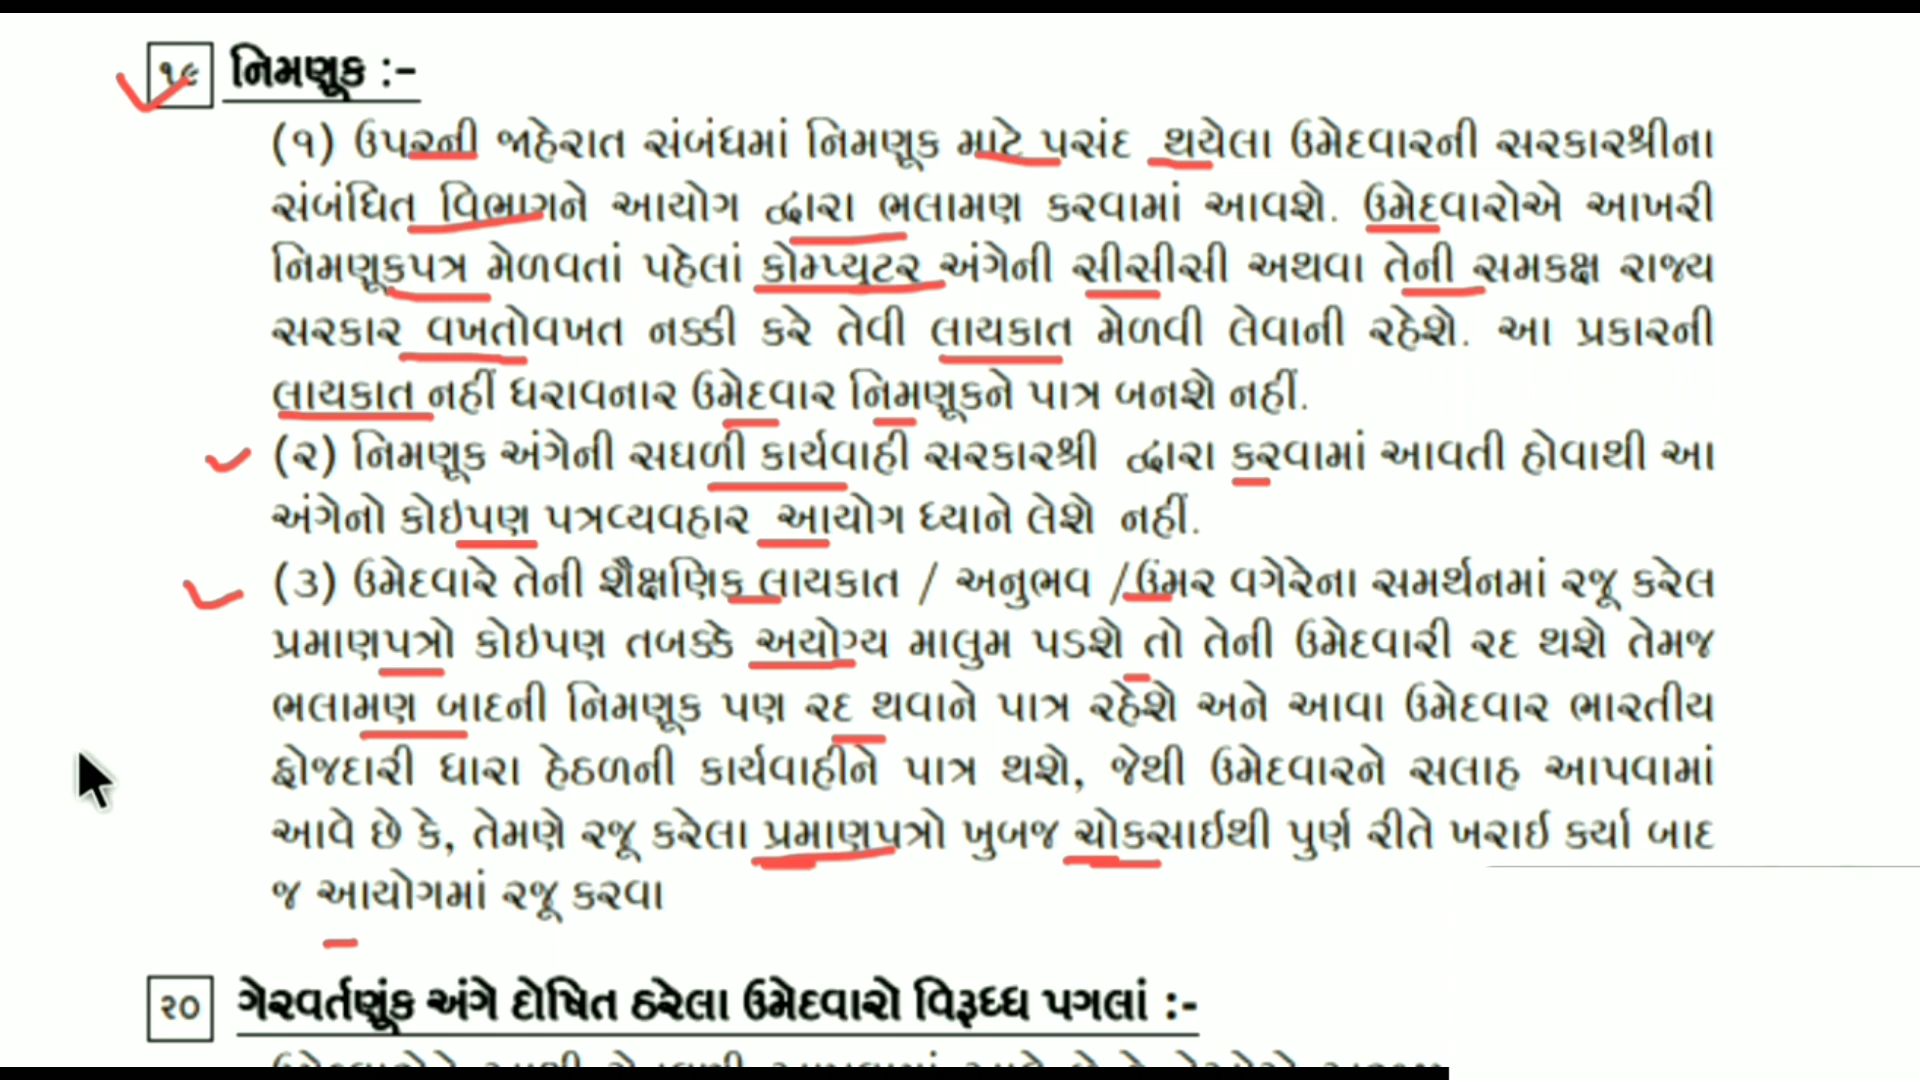 ૧૯ નિમણૂક :-
(૧) ઉપરની જાહેરાત સંબંધમાં નિમણૂક માટે પસંદ થયેલા ઉમેદવારની સરકારશ્રીના
સંબંધિત વિભાગને આયોગ દ્વારા ભલામણ કરવામાં આવશે. ઉમેદવારોએ આખરી
નિમણૂકપત્ર મેળવતાં પહેલાં કોમ્પ્યુટર અંગેની સીસીસી અથવા તેની સમકક્ષ રાજ્ય
સરકાર વખતોવખત નક્કી કરે તેવી લાયકાત મેળવી લેવાની રહેશે. આ પ્રકારની
લાયકાત નહીં ધરાવનાર ઉમેદવાર નિમણૂકને પાત્ર બનશે નહીં.
(૨) નિમણૂક અંગેની સઘળી કાર્યવાહી સરકારશ્રી દ્વારા કરવામાં આવતી હોવાથી આ
અંગેનો કોઇપણ પત્રવ્યવહાર આયોગ ધ્યાને લેશે નહીં.
(૩) ઉમેદવારે તેની શૈક્ષણિક લાયકાત / અનુભવ /ઉંમર વગેરેના સમર્થનમાં રજૂ કરેલ
પ્રમાણપત્રો કોઇપણ તબક્કે અયોગ્ય માલુમ પડશે તો તેની ઉમેદવારી રદ થશે તેમજ
ભલામણ બાદની નિમણૂક પણ રદ થવાને પાત્ર રહેશે અને આવા ઉમેદવાર ભારતીય
ફોજદારી ધારા હેઠળની કાર્યવાહીને પાત્ર થશે, જેથી ઉમેદવારને સલાહ આપવામાં
આવે છે કે, તેમણે રજૂ કરેલા પ્રમાણપત્રો ખુબજ ચોકસાઇથી પુર્ણ રીતે ખરાઇ કર્યા બાદ
જ આયોગમાં રજૂ કરવા
૨૦ ગેરવર્તણૂંક અંગે દોષિત ઠરેલા ઉમેદવારો વિરૂધ્ધ પગલાં :-